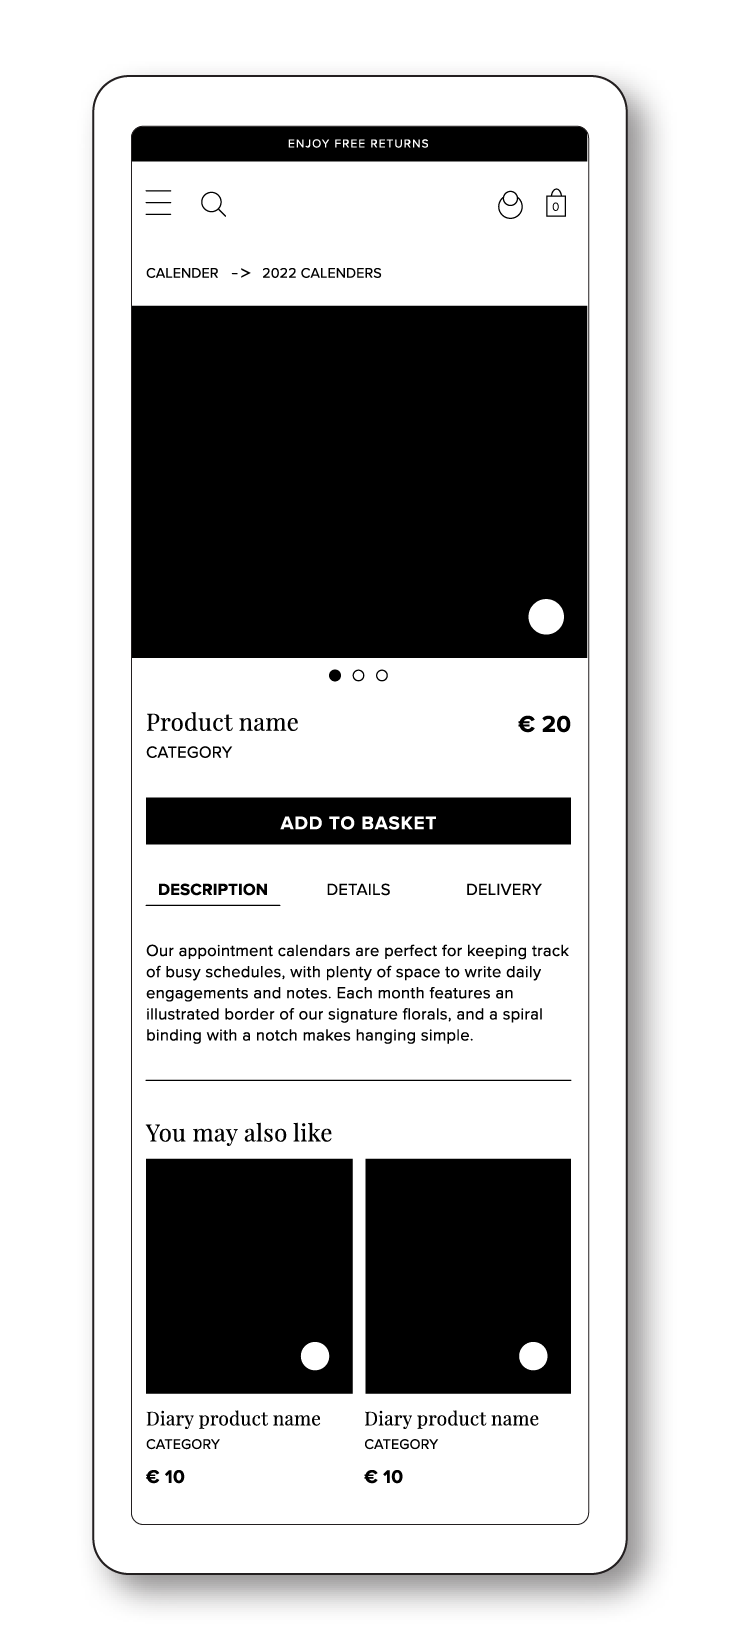 ENJOY FREE RETURNS
0
CALENDER -> 2022 CALENDERS
Product name
€ 20
CATEGORY
ADD TO BASKET
DESCRIPTION DETAILS DELIVERY
Our appointment calendars are perfect for keeping track
of busy schedules, with plenty of space to write daily
engagements and notes. Each month features an
illustrated border of our signature florals, and a spiral
binding with a notch makes hanging simple.
You may also like
Diary product name Diary product name
CATEGORY CATEGORY
€ 10 € 10